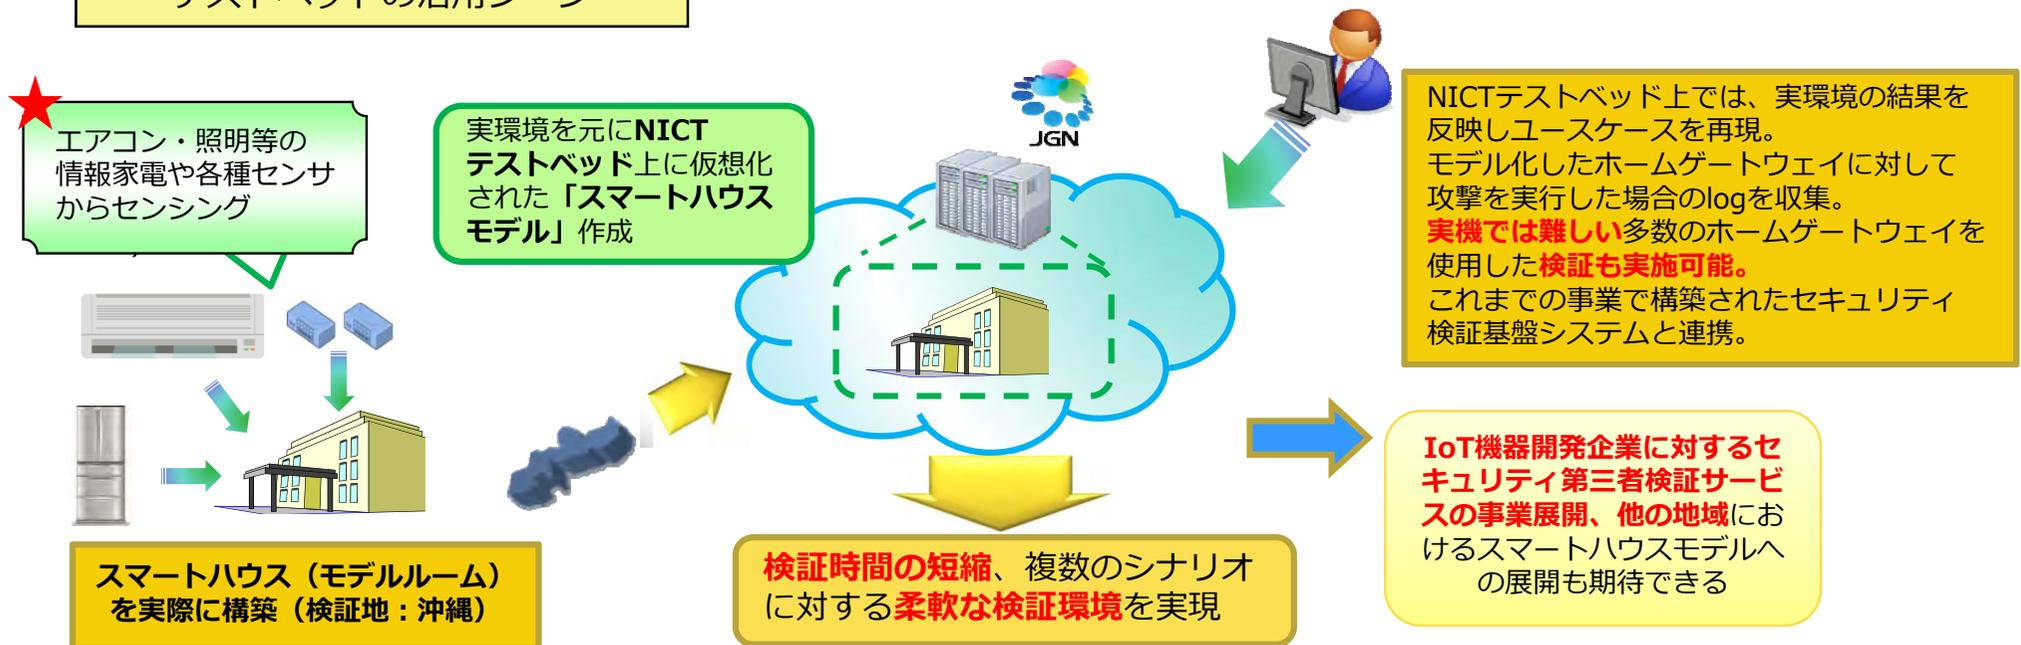 テストベッドの活用シーン
エアコン・照明等の
情報家電や各種センサ
からセンシング
実環境を元にNICT
テストベッド上に仮想化
された「スマートハウス
モデル」作成
JGN
NICTテストベッド上では、実環境の結果を
反映しユースケースを再現。
モデル化したホームゲートウェイに対して
攻撃を実行した場合のlogを収集。
実機では難しい多数のホームゲートウェイを
使用した検証も実施可能。
これまでの事業で構築されたセキュリティ
検証基盤システムと連携。
スマートハウス（モデルルーム）
を実際に構築（検証地：沖縄）
検証時間の短縮、複数のシナリオ
に対する柔軟な検証環境を実現
IoT機器開発企業に対するセ
キュリティ第三者検証サービ
スの事業展開、他の地域にお
けるスマートハウスモデルへ
の展開も期待できる